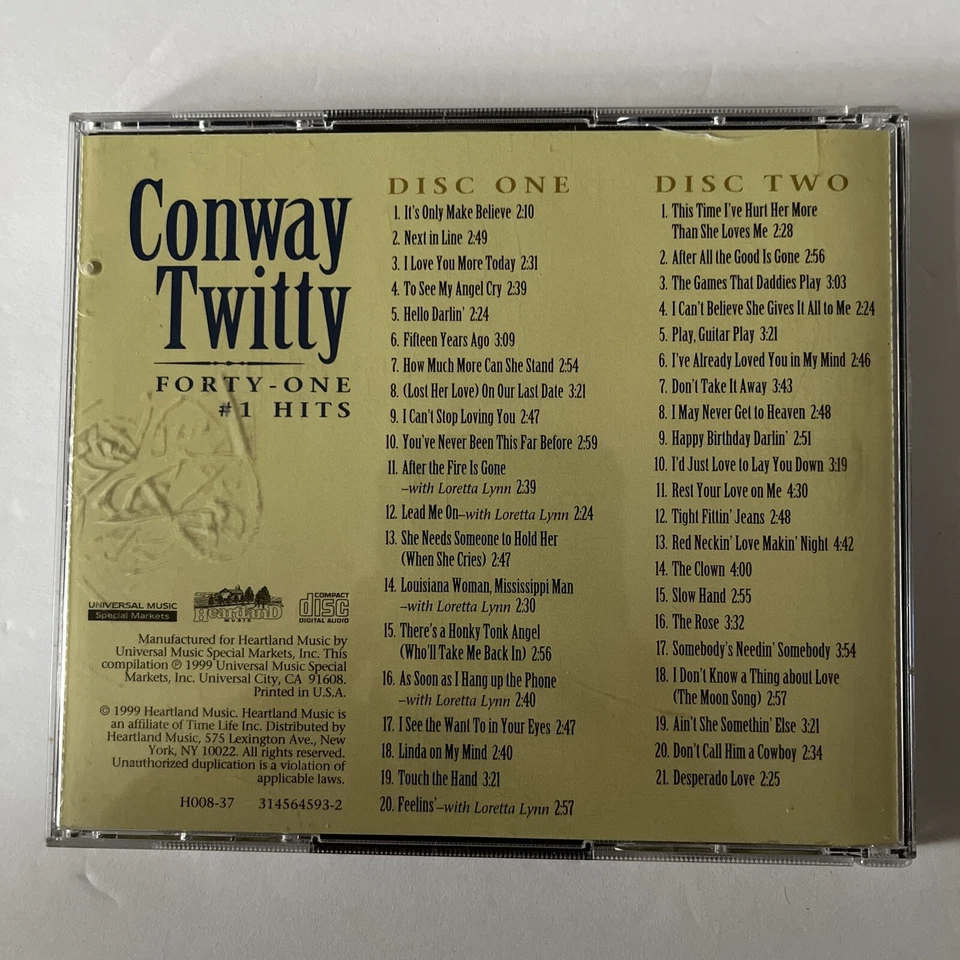 Conway
Twitty
FORTY-ONE
#1 HITS
DISC ONE
1. It's Only Make Believe 2:10
2. Next in Line 2:49
3. I Love You More Today 2:31
4. To See My Angel Cry 2:39
5. Hello Darlin' 2:24
6. Fifteen Years Ago 3:09
7. How Much More Can She Stand 2:54
8. (Lost Her Love) On Our Last Date 3:21
9. I Can't Stop Loving You 2:47
10. You've Never Been This Far Before 2:59
11. After the Fire Is Gone
–with Loretta Lynn 2:39
12. Lead Me On–with Loretta Lynn 2:24
13. She Needs Someone to Hold Her
(When She Cries) 2:47
14. Louisiana Woman, Mississippi Man
–with Loretta Lynn 2:30
15. There's a Honky Tonk Angel
(Who'll Take Me Back In) 2:56
16. As Soon as I Hang up the Phone
–with Loretta Lynn 2:40
17. I See the Want To in Your Eyes 2:47
18. Linda on My Mind 2:40
19. Touch the Hand 3:21
20. Feelins'–with Loretta Lynn 2:57
DISC TWO
1. This Time I've Hurt Her More
Than She Loves Me 2:28
2. After All the Good Is Gone 2:56
3. The Games That Daddies Play 3:03
4. I Can't Believe She Gives It All to Me 2:24
5. Play, Guitar Play 3:21
6. I've Already Loved You in My Mind 2:46
7. Don't Take It Away 3:43
8. I May Never Get to Heaven 2:48
9. Happy Birthday Darlin' 2:51
10. I'd Just Love to Lay You Down 3:19
11. Rest Your Love on Me 4:30
12. Tight Fittin' Jeans 2:48
13. Red Neckin' Love Makin' Night 4:42
14. The Clown 4:00
15. Slow Hand 2:55
16. The Rose 3:32
17. Somebody's Needin' Somebody 3:54
18. I Don't Know a Thing about Love
(The Moon Song) 2:57
19. Ain't She Somethin' Else 3:21
20. Don't Call Him a Cowboy 2:34
21. Desperado Love 2:25
UNIVERSAL MUSIC
Special Markets
Heartland
MUSIC
COMPACT
disc
DIGITAL AUDIO
Manufactured for Heartland Music by
Universal Music Special Markets, Inc. This
compilation ℗ 1999 Universal Music Special
Markets, Inc. Universal City, CA 91608.
Printed in U.S.A.
© 1999 Heartland Music. Heartland Music is
an affiliate of Time Life Inc. Distributed by
Heartland Music, 575 Lexington Ave., New
York, NY 10022. All rights reserved.
Unauthorized duplication is a violation of
applicable laws.
H008-37 314564593-2